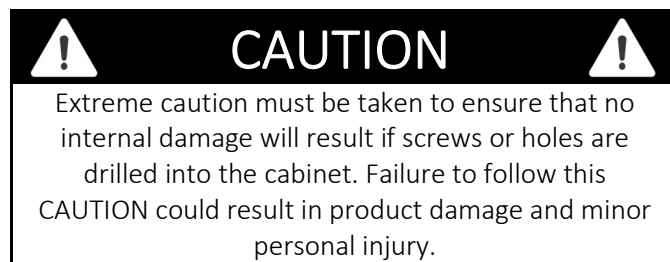 CAUTION
Extreme caution must be taken to ensure that no
internal damage will result if screws or holes are
drilled into the cabinet. Failure to follow this
CAUTION could result in product damage and minor
personal injury.